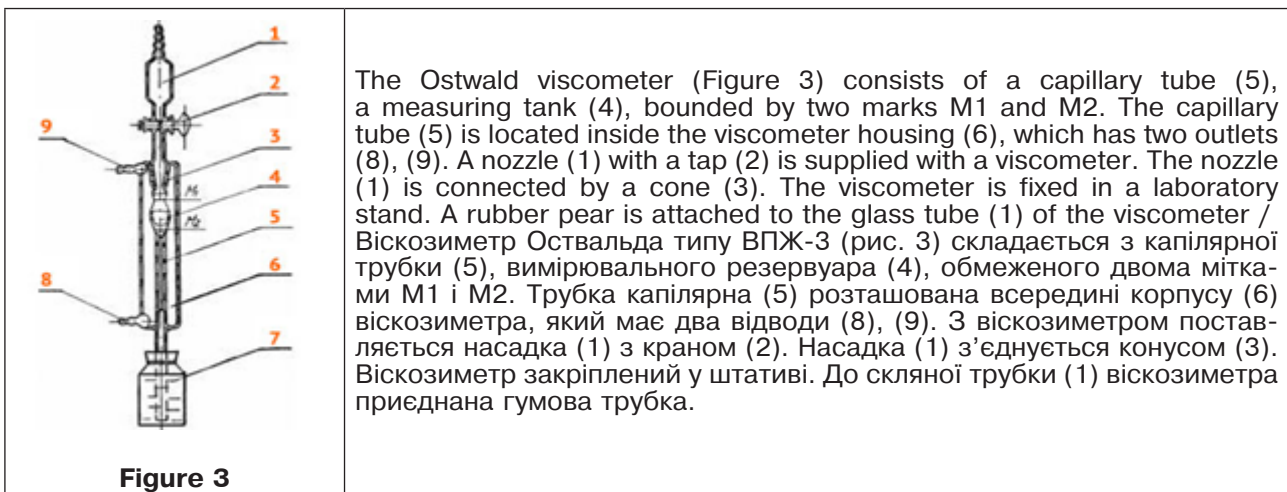 1
2
9
3
M1
4
M2
5
6
8
7
Figure 3
The Ostwald viscometer (Figure 3) consists of a capillary tube (5),
a measuring tank (4), bounded by two marks M1 and M2. The capillary
tube (5) is located inside the viscometer housing (6), which has two outlets
(8), (9). A nozzle (1) with a tap (2) is supplied with a viscometer. The nozzle
(1) is connected by a cone (3). The viscometer is fixed in a laboratory
stand. A rubber pear is attached to the glass tube (1) of the viscometer /
Віскозиметр Оствальда типу ВПЖ-3 (рис. 3) складається з капілярної
трубки (5), вимірювального резервуара (4), обмеженого двома мітка-
ми М1 і М2. Трубка капілярна (5) розташована всередині корпусу (6)
віскозиметра, який має два відводи (8), (9). З віскозиметром постав-
ляється насадка (1) з краном (2). Насадка (1) з’єднується конусом (3).
Віскозиметр закріплений у штативі. До скляної трубки (1) віскозиметра
приєднана гумова трубка.